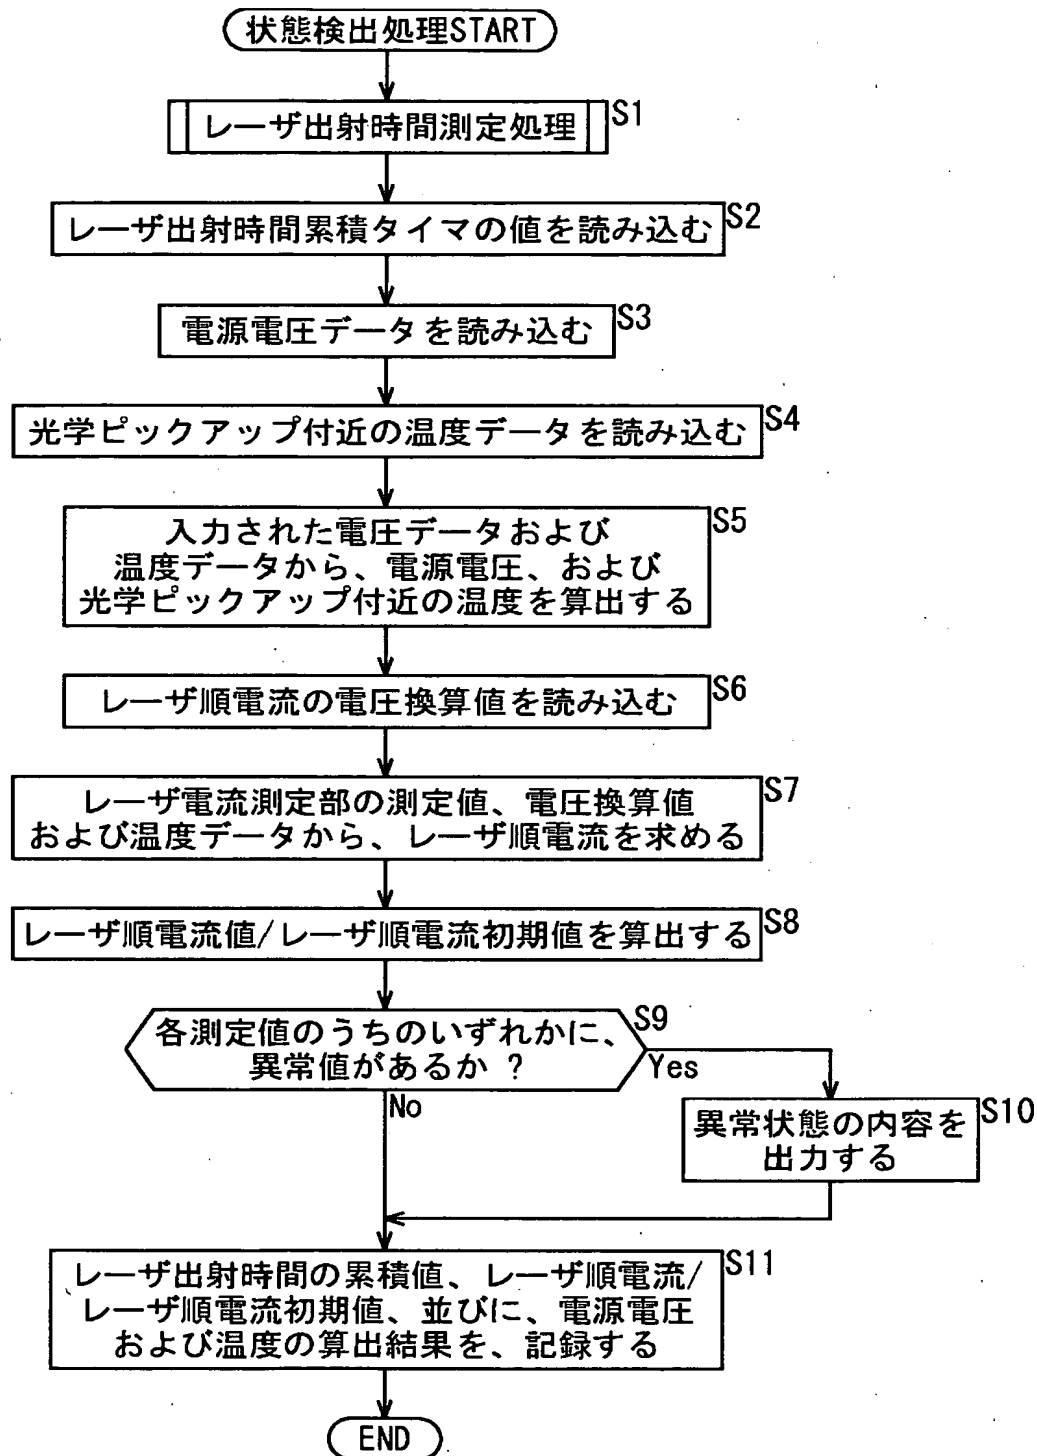 状態検出処理START
レーザ出射時間測定処理
S1
レーザ出射時間累積タイマの値を読み込む
S2
電源電圧データを読み込む
S3
光学ピックアップ付近の温度データを読み込む
S4
入力された電圧データおよび
温度データから、電源電圧、および
光学ピックアップ付近の温度を算出する
S5
レーザ順電流の電圧換算値を読み込む
S6
レーザ電流測定部の測定値、電圧換算値
および温度データから、レーザ順電流を求める
S7
レーザ順電流値/レーザ順電流初期値を算出する
S8
各測定値のうちのいずれかに、
異常値があるか ?
S9
Yes
No
異常状態の内容を
出力する
S10
レーザ出射時間の累積値、レーザ順電流/
レーザ順電流初期値、並びに、電源電圧
および温度の算出結果を、記録する
S11
END